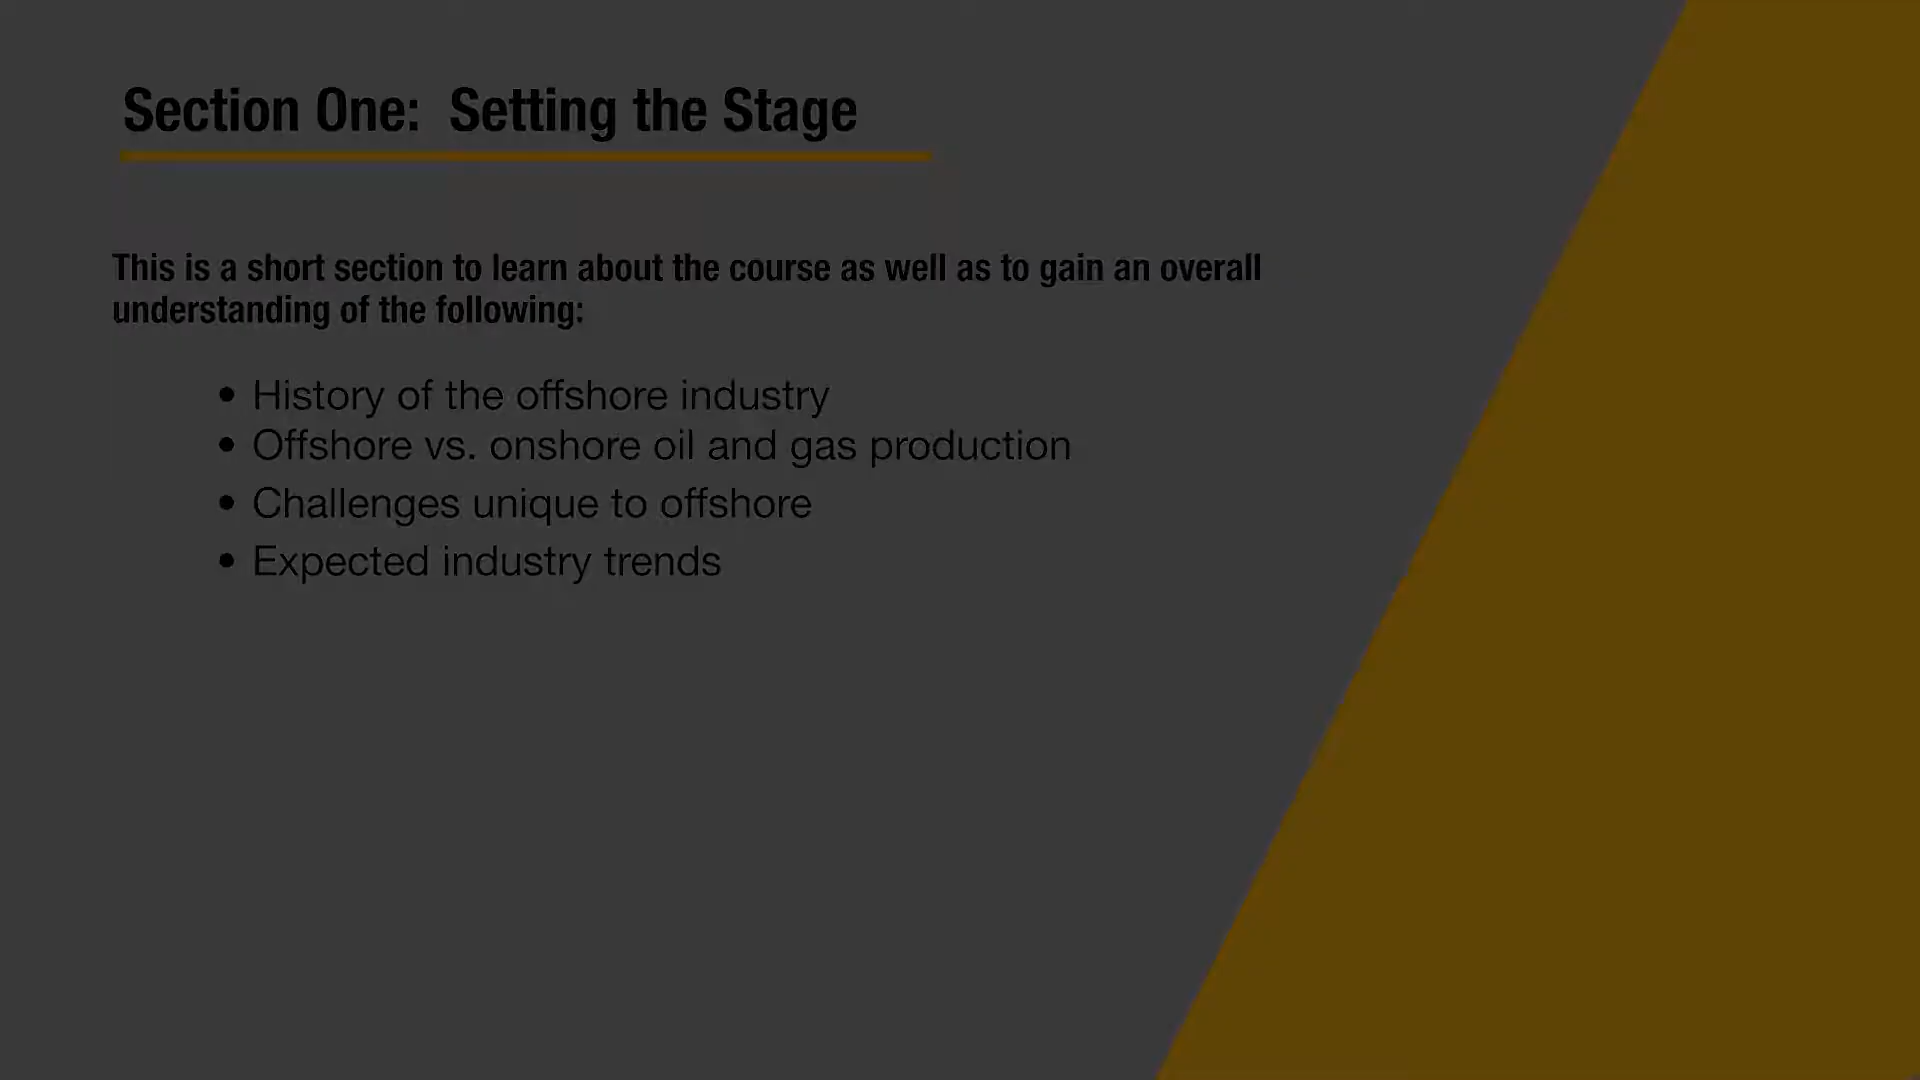 Section One:  Setting the Stage
This is a short section to learn about the course as well as to gain an overall
understanding of the following:
• History of the offshore industry
• Offshore vs. onshore oil and gas production
• Challenges unique to offshore
• Expected industry trends